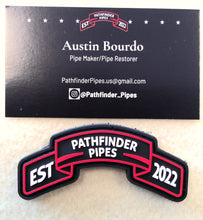 PATHFINDER
PIPES
EST
2022
Austin Bourdo
Pipe Maker/Pipe Restorer
PathfinderPipes.us@gmail.com
@Pathfinder_Pipes
EST
PATHFINDER
PIPES
2022